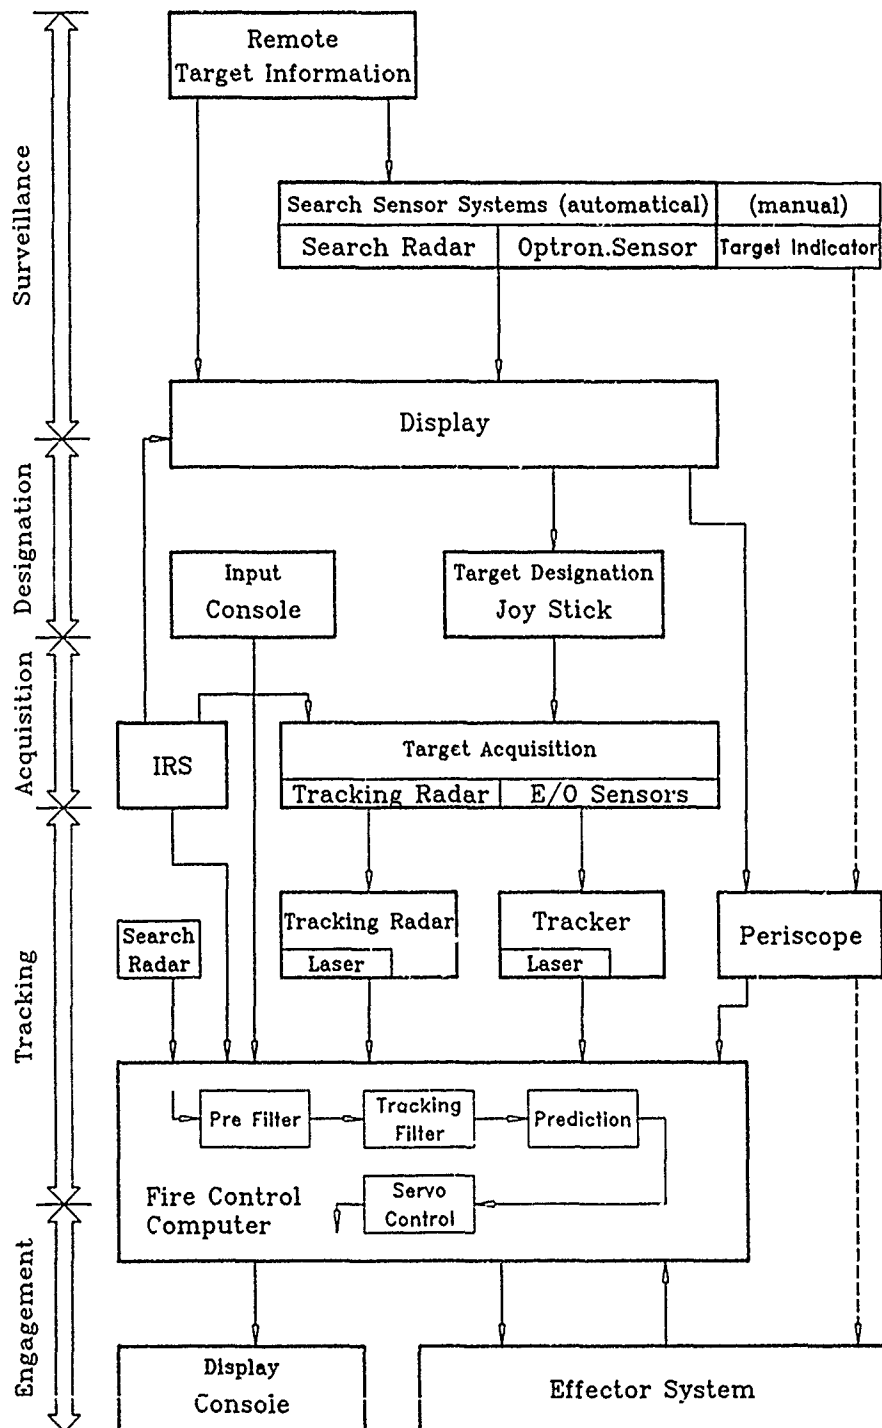 Remote
Target Information
Surveillance
Search Sensor Systems (automatical)
(manual)
Search Radar
Optron.Sensor
Target Indicator
Display
Designation
Input
Console
Target Designation
Joy Stick
Acquisition
IRS
Target Acquisition
Tracking Radar
E/O Sensors
Tracking
Search
Radar
Tracking Radar
Laser
Tracker
Laser
Periscope
Pre Filter
Tracking
Filter
Prediction
Fire Control
Computer
Servo
Control
Engagement
Display
Console
Effector System